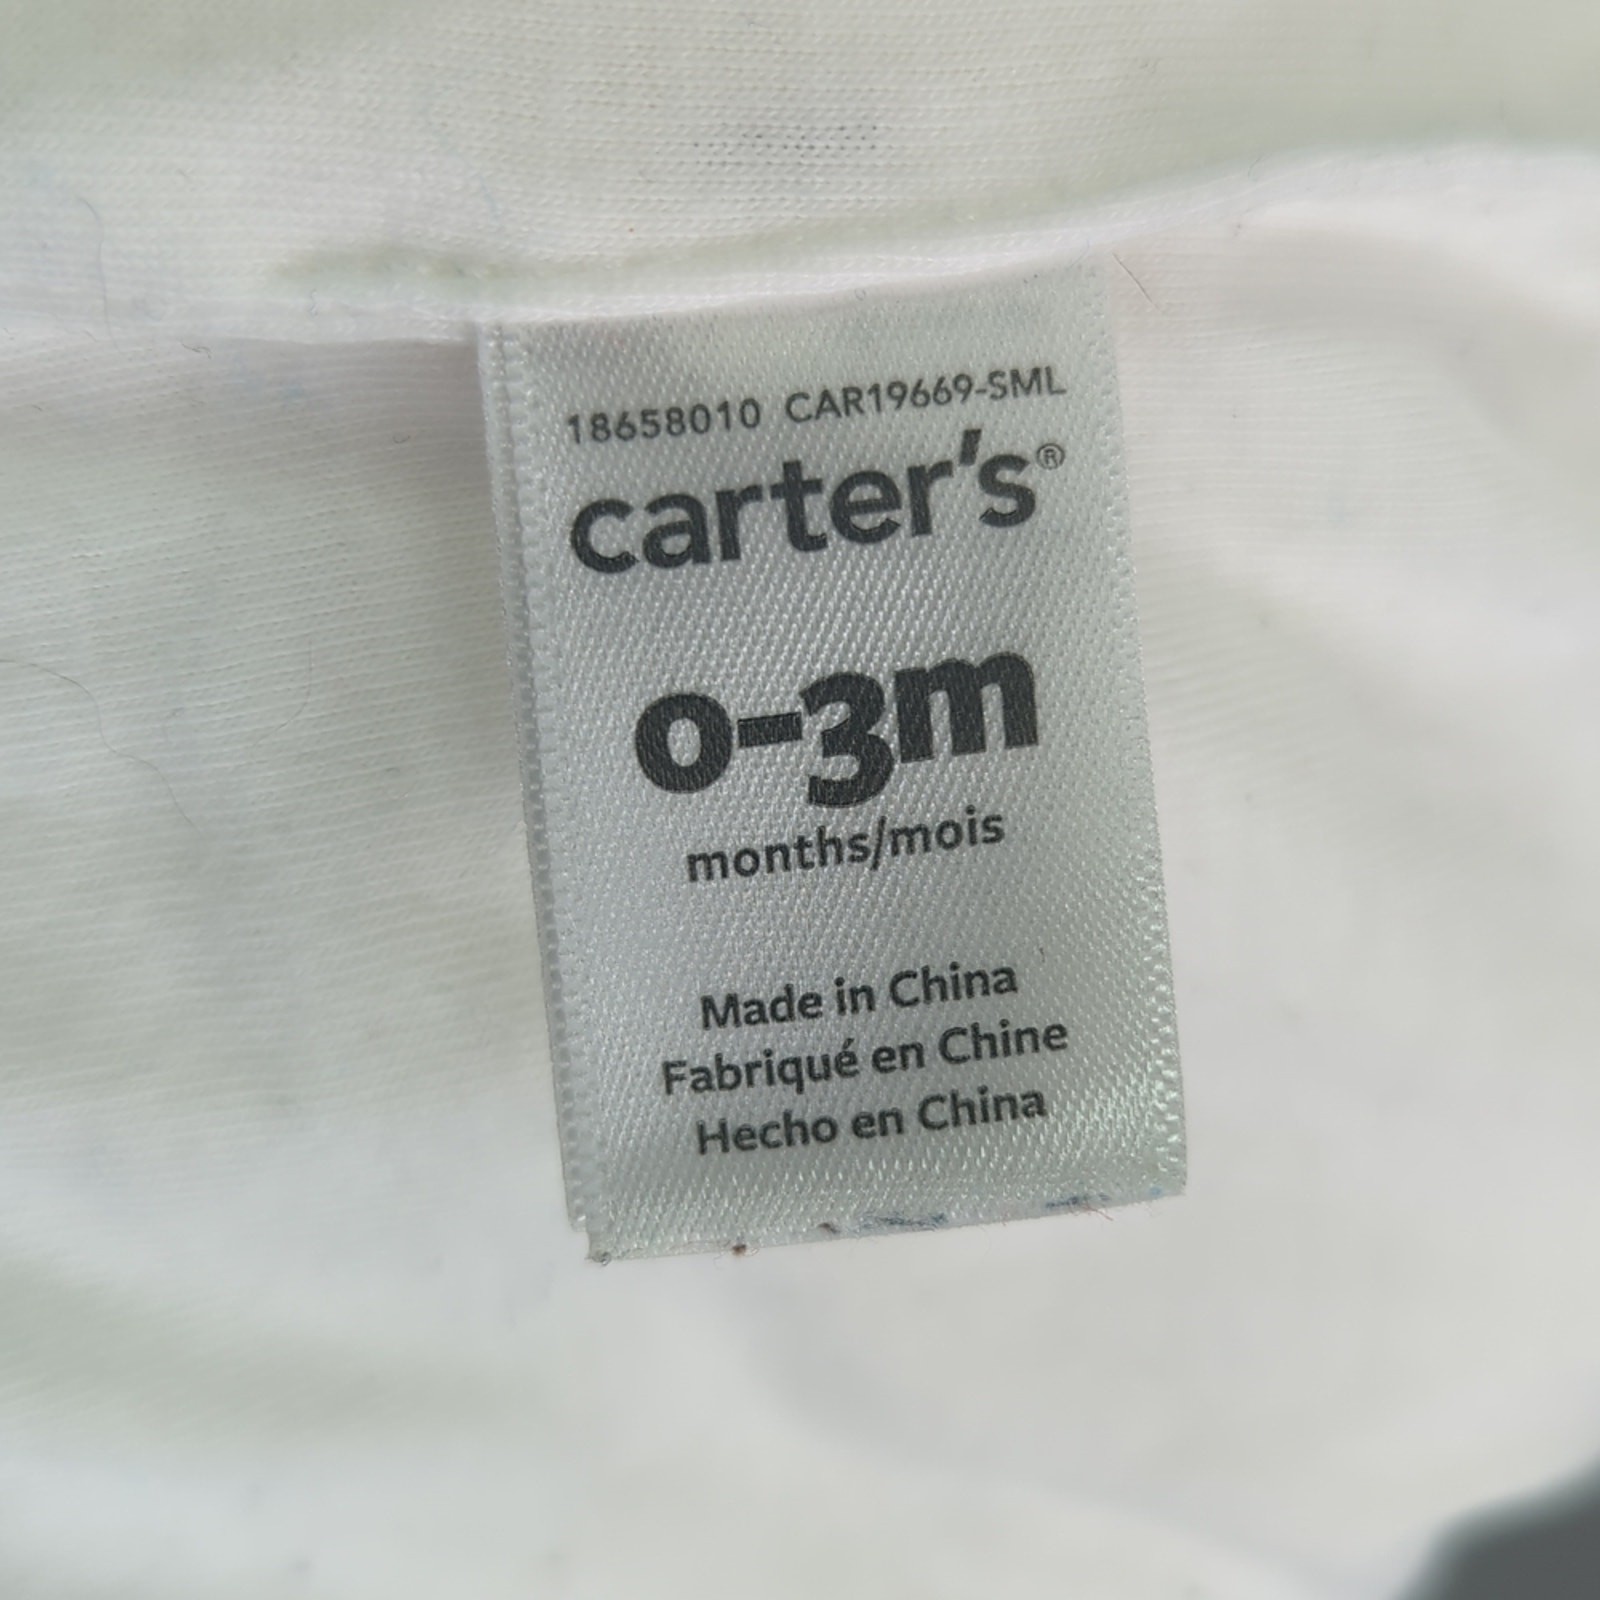 18658010 CAR19669-SML
carter's®
0-3m
months/mois
Made in China
Fabriqué en Chine
Hecho en China